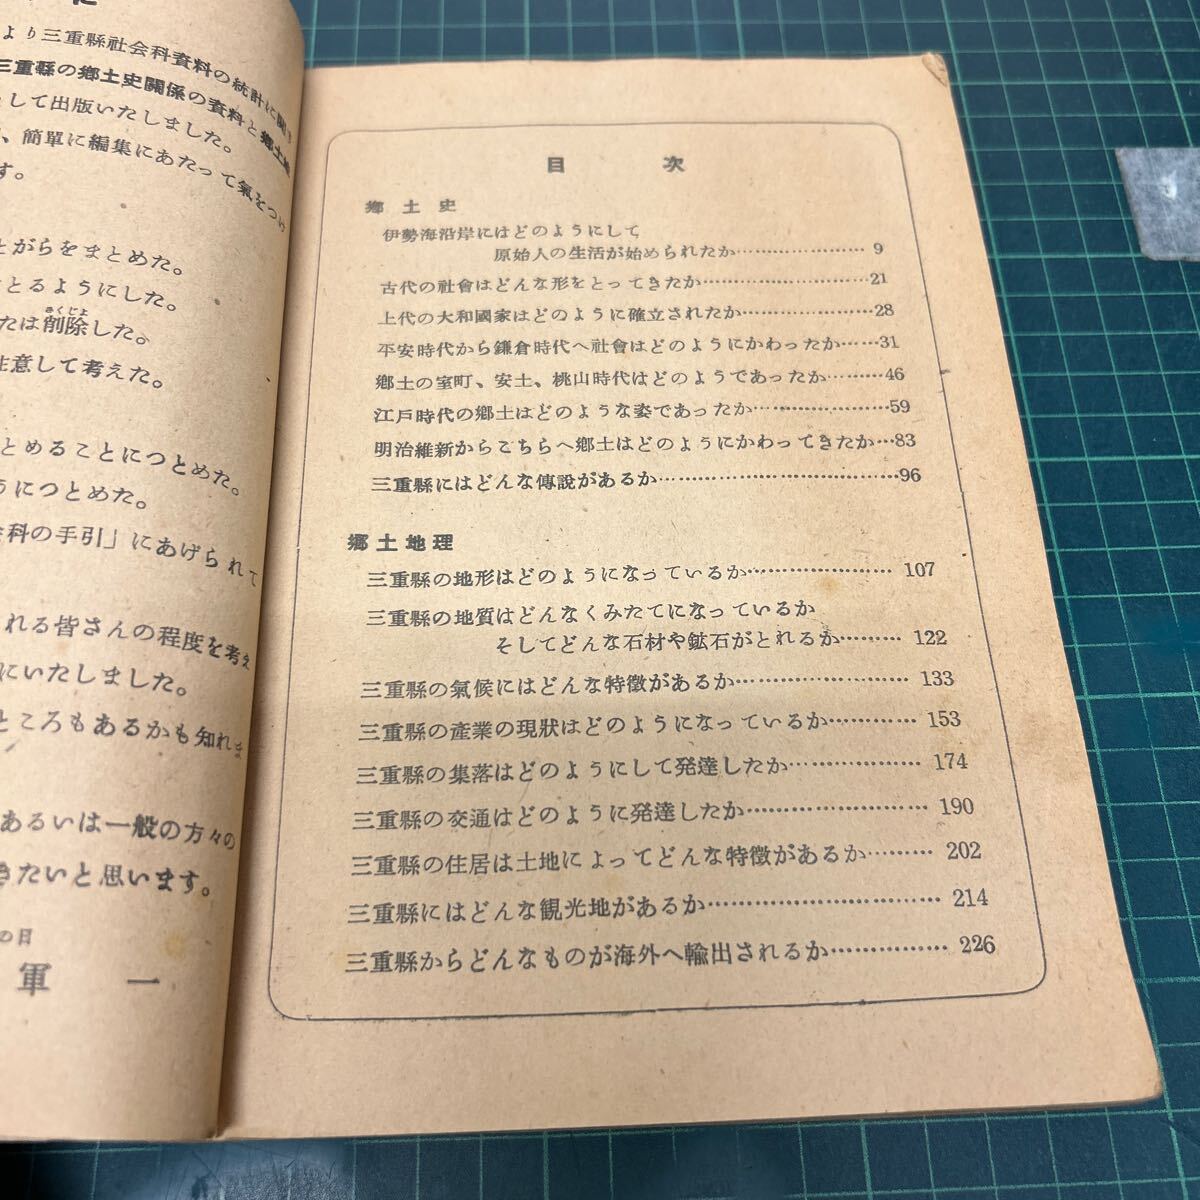 より三重縣社会科資料の統計に
三重縣の鄕土史關係の資料と鄕土地
して出版いたしました。
、簡單に編集にあたって氣をつけ
す。
とがらをまとめた。
とるようにした。
さくじよ
たは削除した。
注意して考えた。
とめることにつとめた。
うにつとめた。
会科の手引」にあげられて
れる皆さんの程度を考え
にいたしました。
ところもあるかも知れま
あるいは一般の方々の
きたいと思います。
の日
軍 一
目 次
鄕土史
伊勢海沿岸にはどのようにして
原始人の生活が始められたか…………………9
古代の社會はどんな形をとってきたか…………………21
上代の大和國家はどのように確立されたか…………………28
平安時代から鎌倉時代へ社會はどのようにかわったか……31
鄕土の室町、安土、桃山時代はどのようであったか………46
江戶時代の鄕土はどのような姿であったか…………………59
明治維新からこちらへ鄕土はどのようにかわってきたか…83
三重縣にはどんな傳説があるか…………………………………96
鄕土地理
三重縣の地形はどのようになっているか…………………107
三重縣の地質はどんなくみたてになっているか
そしてどんな石材や鉱石がとれるか………122
三重縣の氣候にはどんな特徴があるか…………………133
三重縣の產業の現狀はどのようになっているか…………153
三重縣の集落はどのようにして発達したか………………174
三重縣の交通はどのように発達したか……………………190
三重縣の住居は土地によってどんな特徴があるか………202
三重縣にはどんな観光地があるか…………………………214
三重縣からどんなものが海外へ輸出されるか……………226